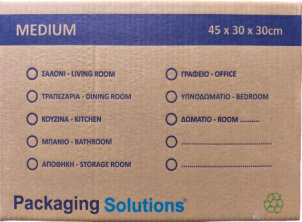 MEDIUM 45 x 30 x 30cm
ΣΑΛΟΝΙ - LIVING ROOM
ΤΡΑΠΕΖΑΡΙΑ - DINING ROOM
ΚΟΥΖΙΝΑ - KITCHEN
ΜΠΑΝΙΟ - BATHROOM
ΑΠΟΘΗΚΗ - STORAGE ROOM
ΓΡΑΦΕΙΟ - OFFICE
ΥΠΝΟΔΩΜΑΤΙΟ - BEDROOM
ΔΩΜΑΤΙΟ - ROOM ..........
..............................
..............................
Packaging Solutions®